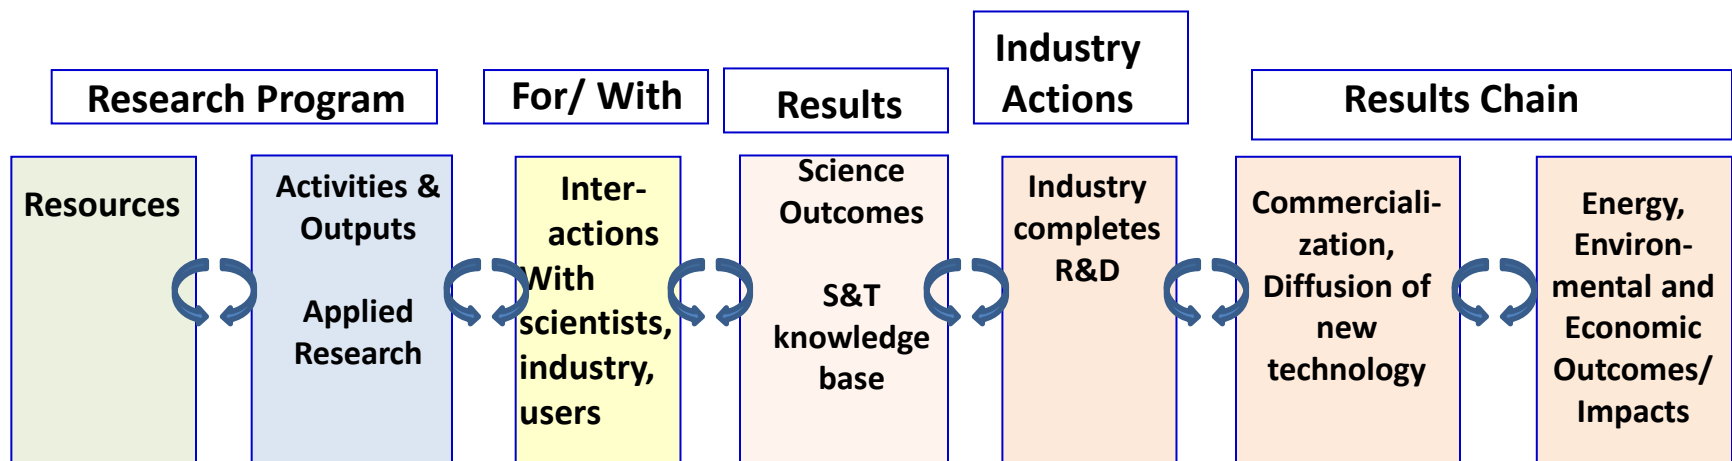 Research Program
For/ With
Results
Industry
Actions
Results Chain
Resources
Activities &
Outputs
Applied
Research
Inter-
actions
With
scientists,
industry,
users
Science
Outcomes
S&T
knowledge
base
Industry
completes
R&D
Commerciali-
zation,
Diffusion of
new
technology
Energy,
Environ-
mental and
Economic
Outcomes/
Impacts